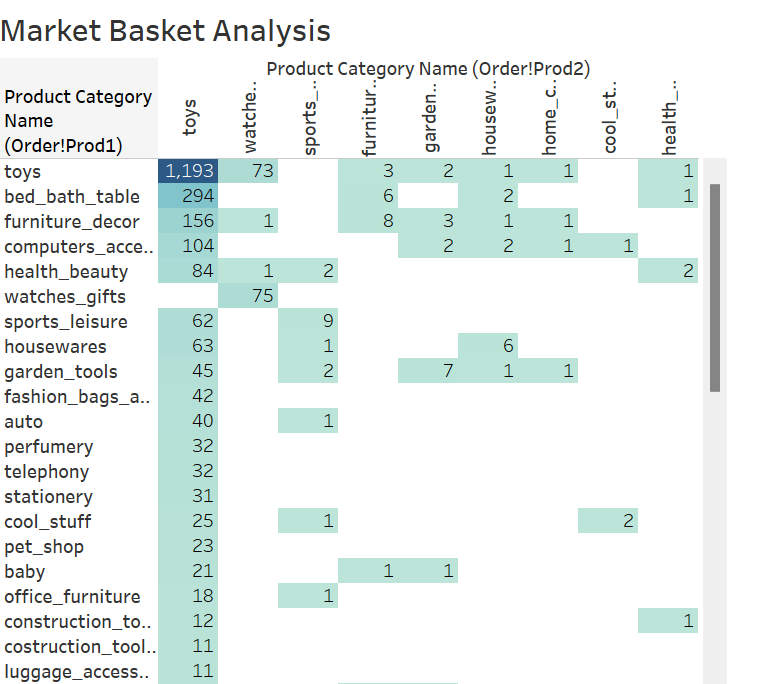 Market Basket Analysis
Product Category Name (Order!Prod2)
Product Category
Name
(Order!Prod1)
toys
watche..
sports_..
furnitur..
garden..
housew..
home_c..
cool_st..
health_..
toys 1,193 73 3 2 1 1 1
bed_bath_table 294 6 2 1
furniture_decor 156 1 8 3 1 1
computers_acce.. 104 2 2 1 1
health_beauty 84 1 2 2
watches_gifts 75
sports_leisure 62 9
housewares 63 1 6
garden_tools 45 2 7 1 1
fashion_bags_a.. 42
auto 40 1
perfumery 32
telephony 32
stationery 31
cool_stuff 25 1 2
pet_shop 23
baby 21 1 1
office_furniture 18 1
construction_to.. 12 1
costruction_tool.. 11
luggage_access.. 11